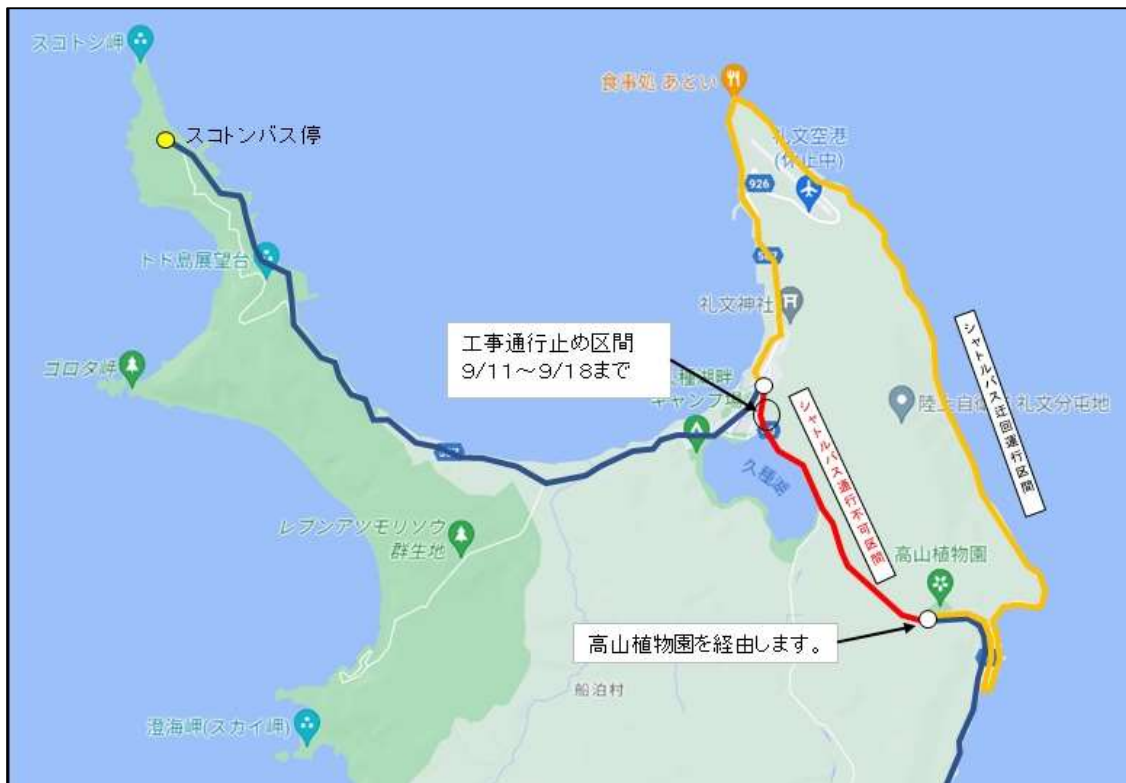 スコトン岬
スコトンバス停
トド島展望台
ゴロタ岬
食事処 あとい
礼文空港
(休止中)
926
礼文神社
工事通行止め区間
9/11～9/18まで
種湖畔
キャンプ場
久種湖
シャトルバス通行不可区間
シャトルバス迂回運行区間
陸上自衛
礼文分屯地
レブンアツモリソウ
群生地
高山植物園
高山植物園を経由します。
船泊村
澄海岬(スカイ岬)